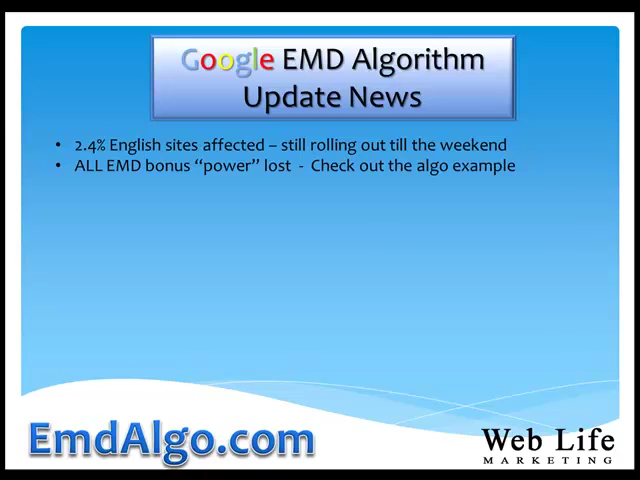 Google EMD Algorithm
Update News
• 2.4% English sites affected – still rolling out till the weekend
• ALL EMD bonus “power” lost - Check out the algo example
EmdAlgo.com
Web Life
MARKETING